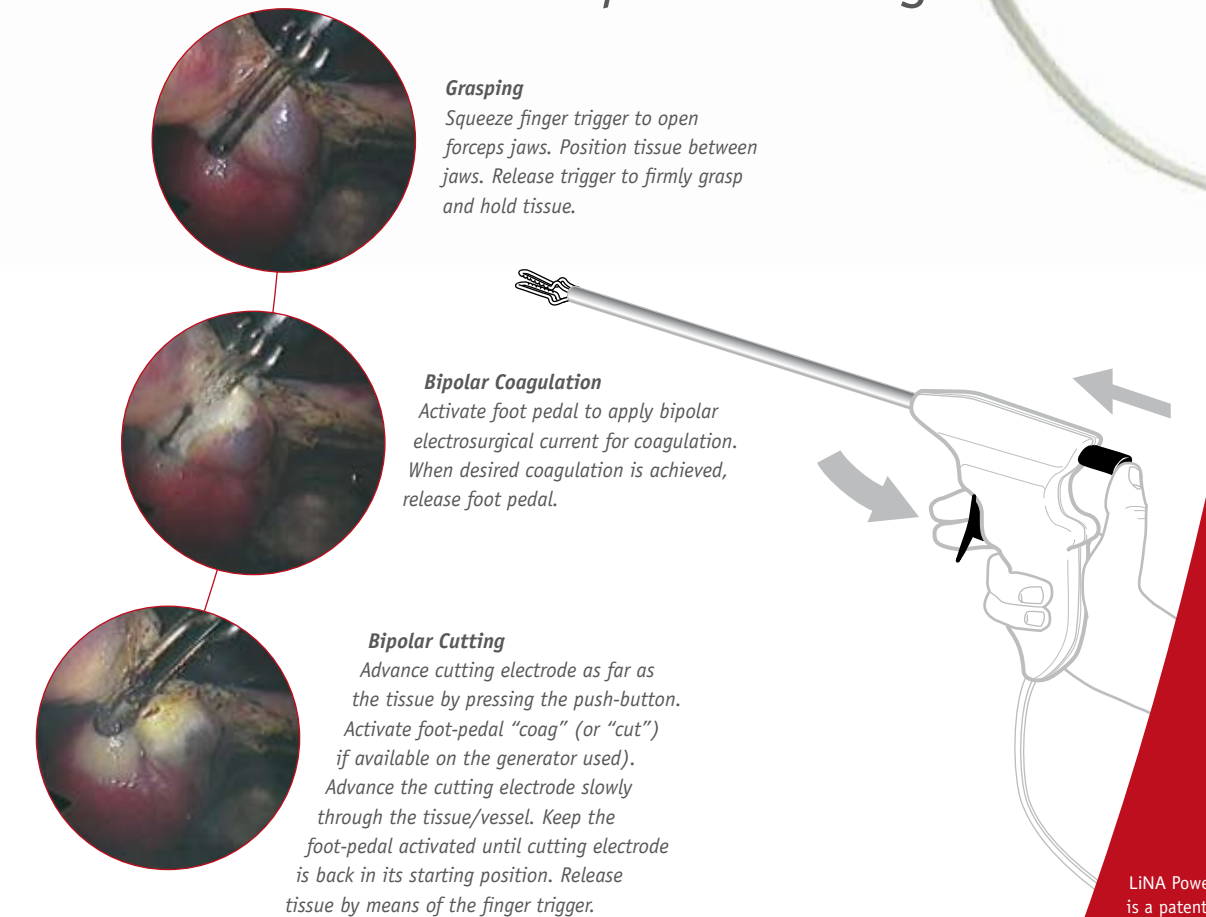 Grasping
Squeeze finger trigger to open
forceps jaws. Position tissue between
jaws. Release trigger to firmly grasp
and hold tissue.
Bipolar Coagulation
Activate foot pedal to apply bipolar
electrosurgical current for coagulation.
When desired coagulation is achieved,
release foot pedal.
Bipolar Cutting
Advance cutting electrode as far as
the tissue by pressing the push-button.
Activate foot-pedal “coag” (or “cut”)
if available on the generator used).
Advance the cutting electrode slowly
through the tissue/vessel. Keep the
foot-pedal activated until cutting electrode
is back in its starting position. Release
tissue by means of the finger trigger.
LiNA Powe
is a patent